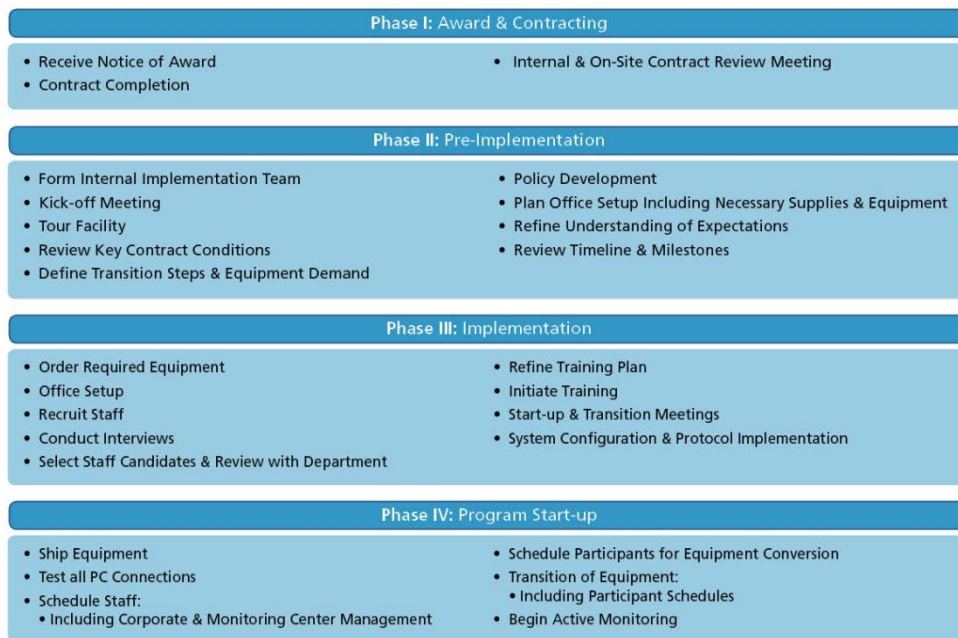 Phase I: Award & Contracting
• Receive Notice of Award
• Contract Completion
• Internal & On-Site Contract Review Meeting
Phase II: Pre-Implementation
• Form Internal Implementation Team
• Kick-off Meeting
• Tour Facility
• Review Key Contract Conditions
• Define Transition Steps & Equipment Demand
• Policy Development
• Plan Office Setup Including Necessary Supplies & Equipment
• Refine Understanding of Expectations
• Review Timeline & Milestones
Phase III: Implementation
• Order Required Equipment
• Office Setup
• Recruit Staff
• Conduct Interviews
• Select Staff Candidates & Review with Department
• Refine Training Plan
• Initiate Training
• Start-up & Transition Meetings
• System Configuration & Protocol Implementation
Phase IV: Program Start-up
• Ship Equipment
• Test all PC Connections
• Schedule Staff:
• Including Corporate & Monitoring Center Management
• Schedule Participants for Equipment Conversion
• Transition of Equipment:
• Including Participant Schedules
• Begin Active Monitoring